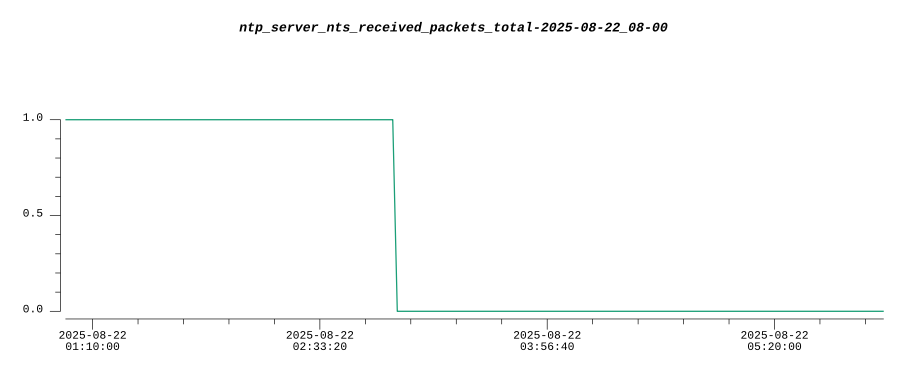 ntp_server_nts_received_packets_total-2025-08-22_08-00
1.0
0.5
0.0
2025-08-22 2025-08-22 2025-08-22 2025-08-22
01:10:00 02:33:20 03:56:40 05:20:00